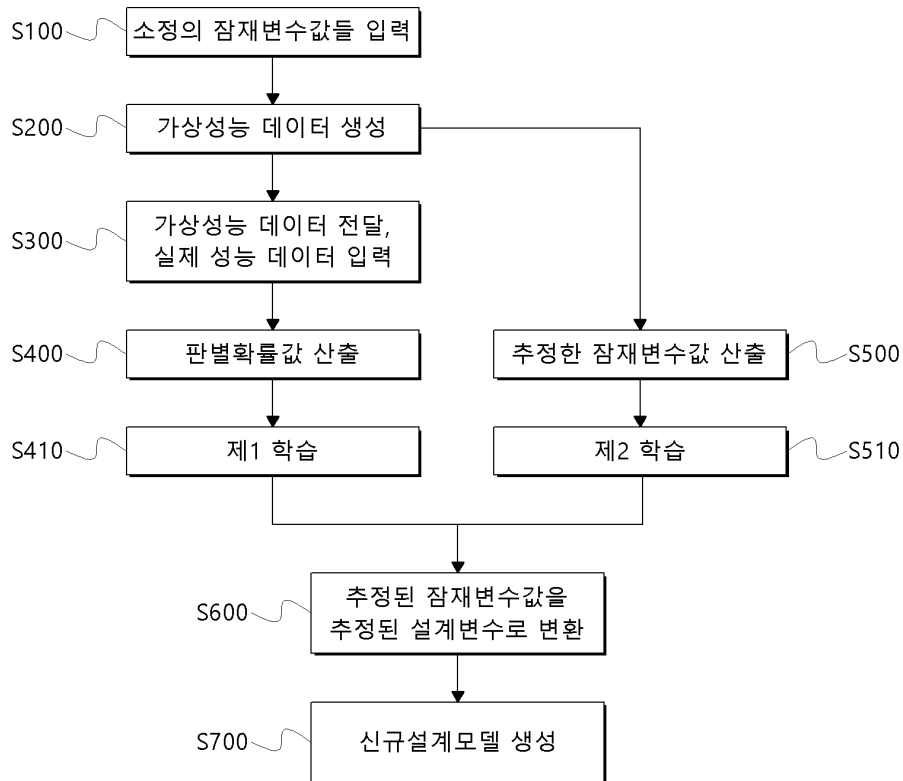 S100
소정의 잠재변수값들 입력
S200
가상성능 데이터 생성
S300
가상성능 데이터 전달,
실제 성능 데이터 입력
S400
판별확률값 산출
추정한 잠재변수값 산출
S500
S410
제1 학습
제2 학습
S510
S600
추정된 잠재변수값을
추정된 설계변수로 변환
S700
신규설계모델 생성